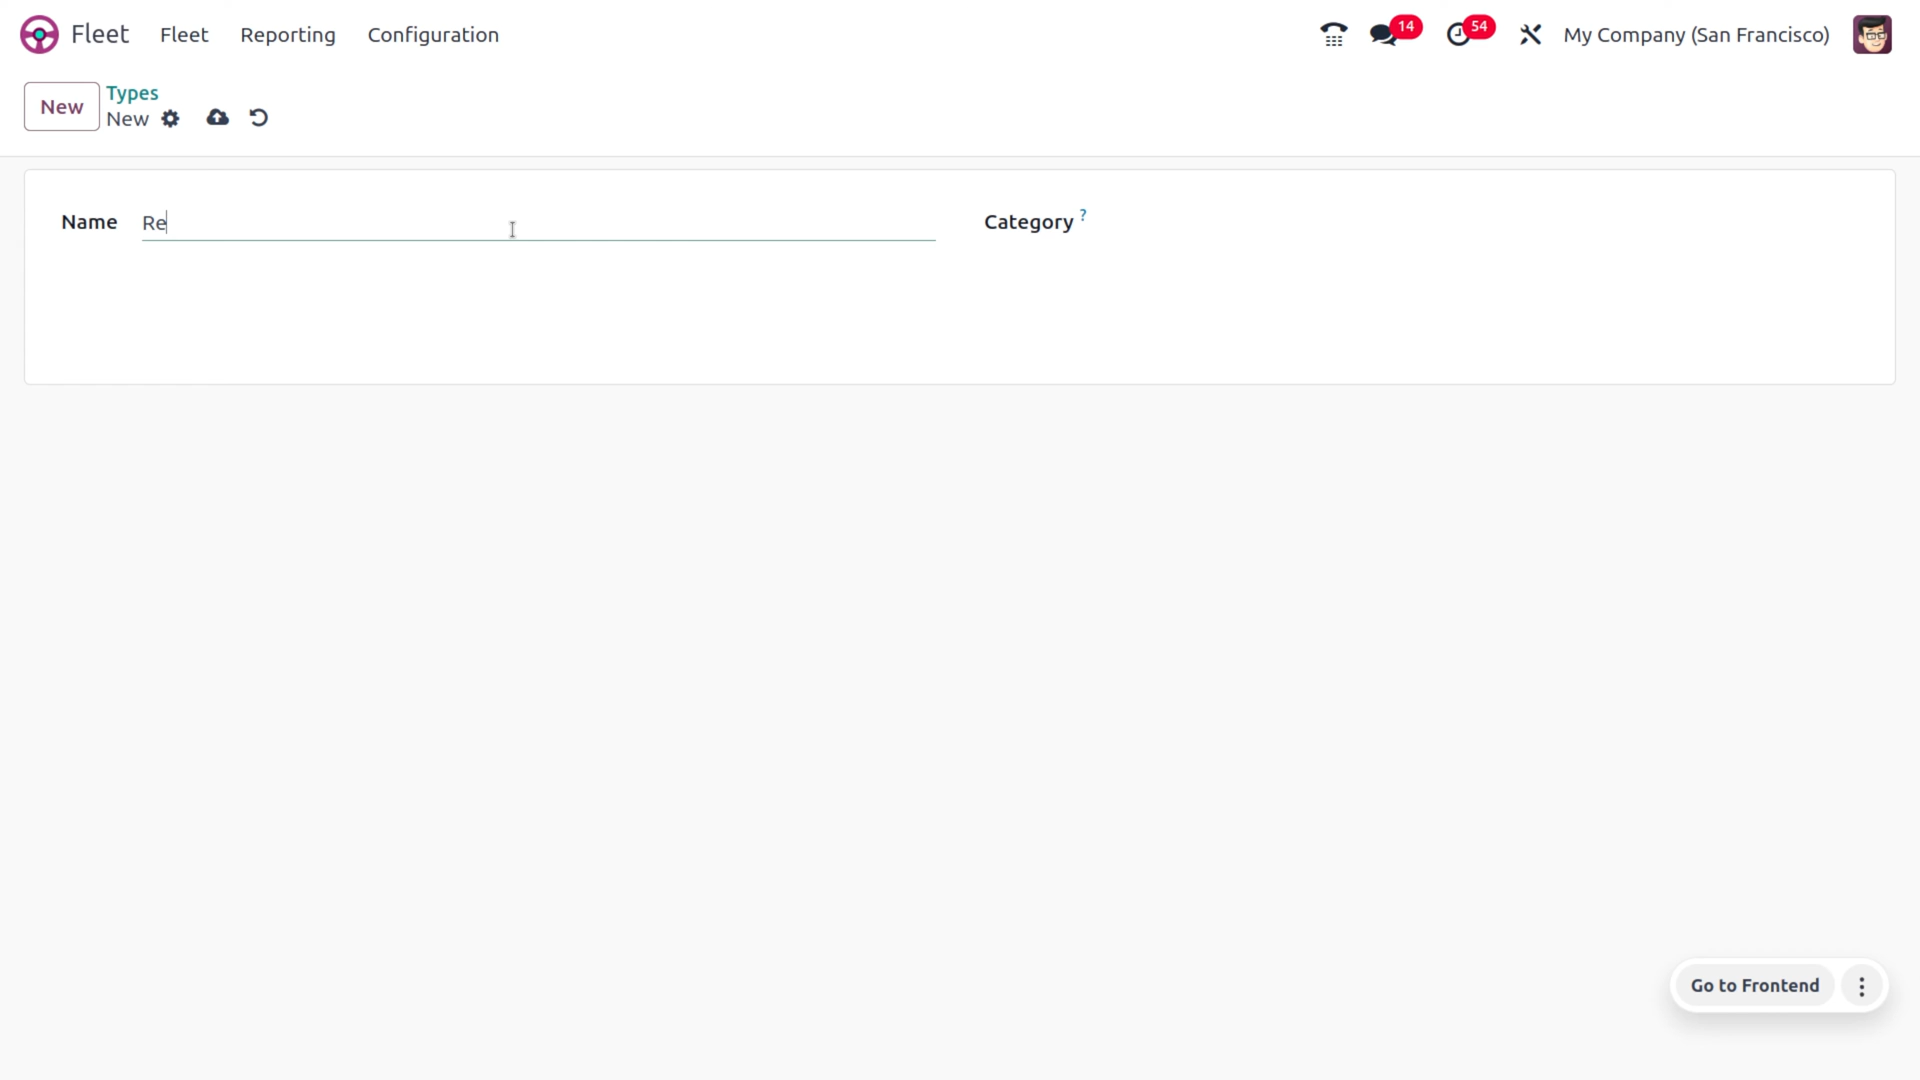 Fleet Fleet Reporting Configuration 14 54 My Company (San Francisco)
New Types
New
Name Re Category ?
Go to Frontend